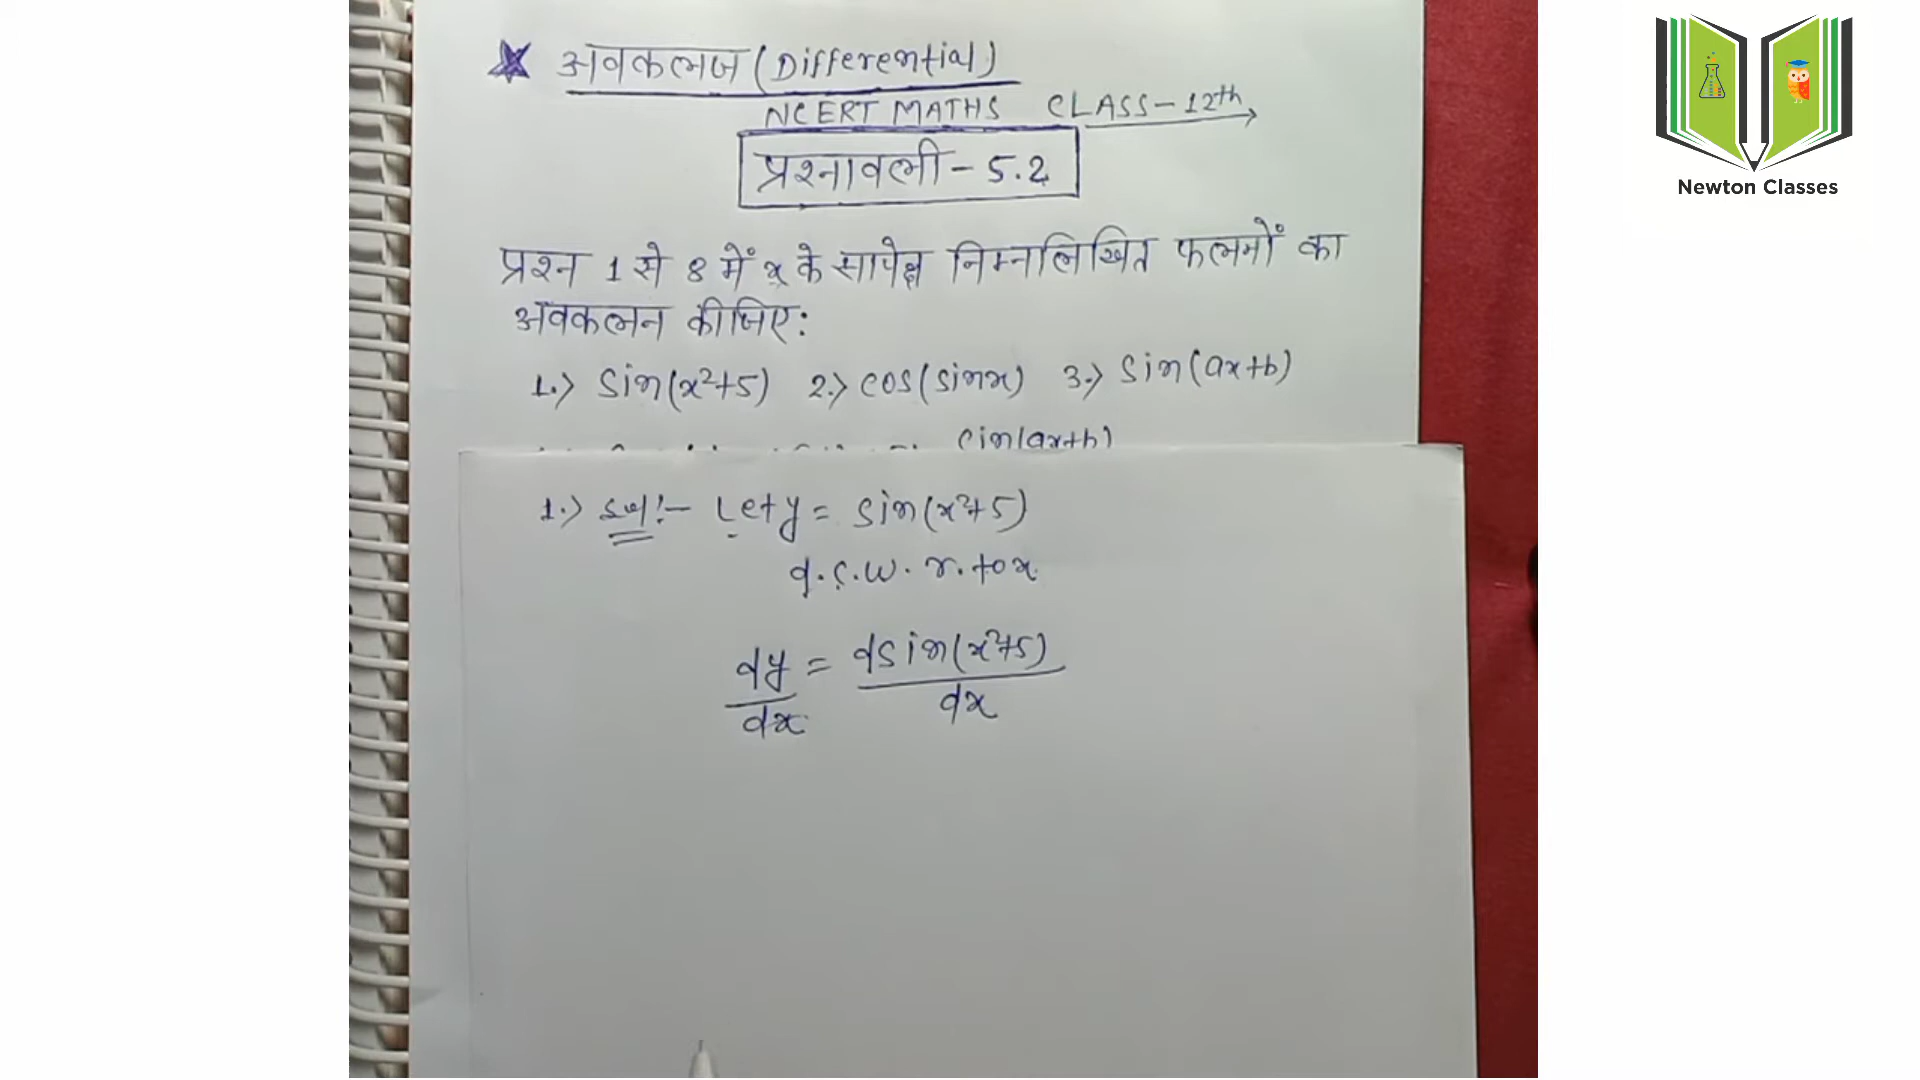 अवकलज (Differential)
NCERT MATHS CLASS-12th
प्रश्नावली - 5.2
प्रश्न 1 से 8 में x के सापेक्ष निम्नलिखित फलनों का
अवकलन कीजिए:
1.> Sin(x²+5) 2.> cos(sinx) 3.> Sin(ax+b)
Sin(ax+b)
1.> Sol:- Let y = Sin(x²+5)
d.s.w.r.to x
dy/dx = dSin(x²+5)/dx
Newton Classes